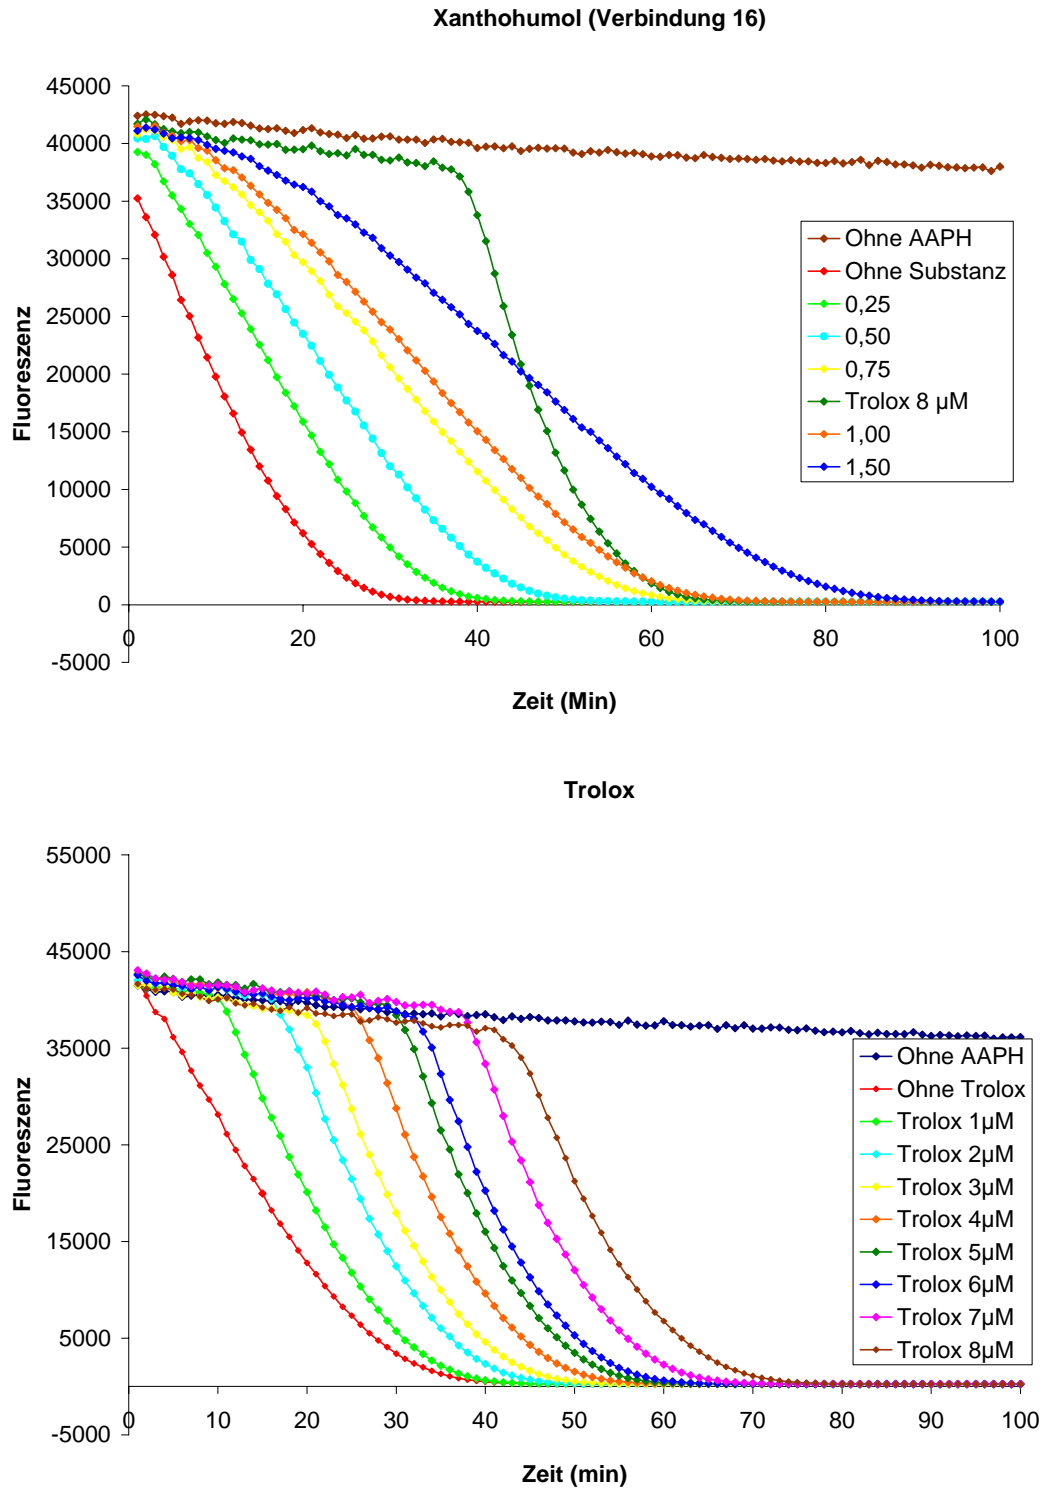 Xanthohumol (Verbindung 16)
45000
40000
35000
30000
25000
20000
15000
10000
5000
0
-5000
Fluoreszenz
0 20 40 60 80 100
Zeit (Min)
Ohne AAPH
Ohne Substanz
0,25
0,50
0,75
Trolox 8 µM
1,00
1,50
Trolox
55000
45000
35000
25000
15000
5000
-5000
Fluoreszenz
0 10 20 30 40 50 60 70 80 90 100
Zeit (min)
Ohne AAPH
Ohne Trolox
Trolox 1µM
Trolox 2µM
Trolox 3µM
Trolox 4µM
Trolox 5µM
Trolox 6µM
Trolox 7µM
Trolox 8µM